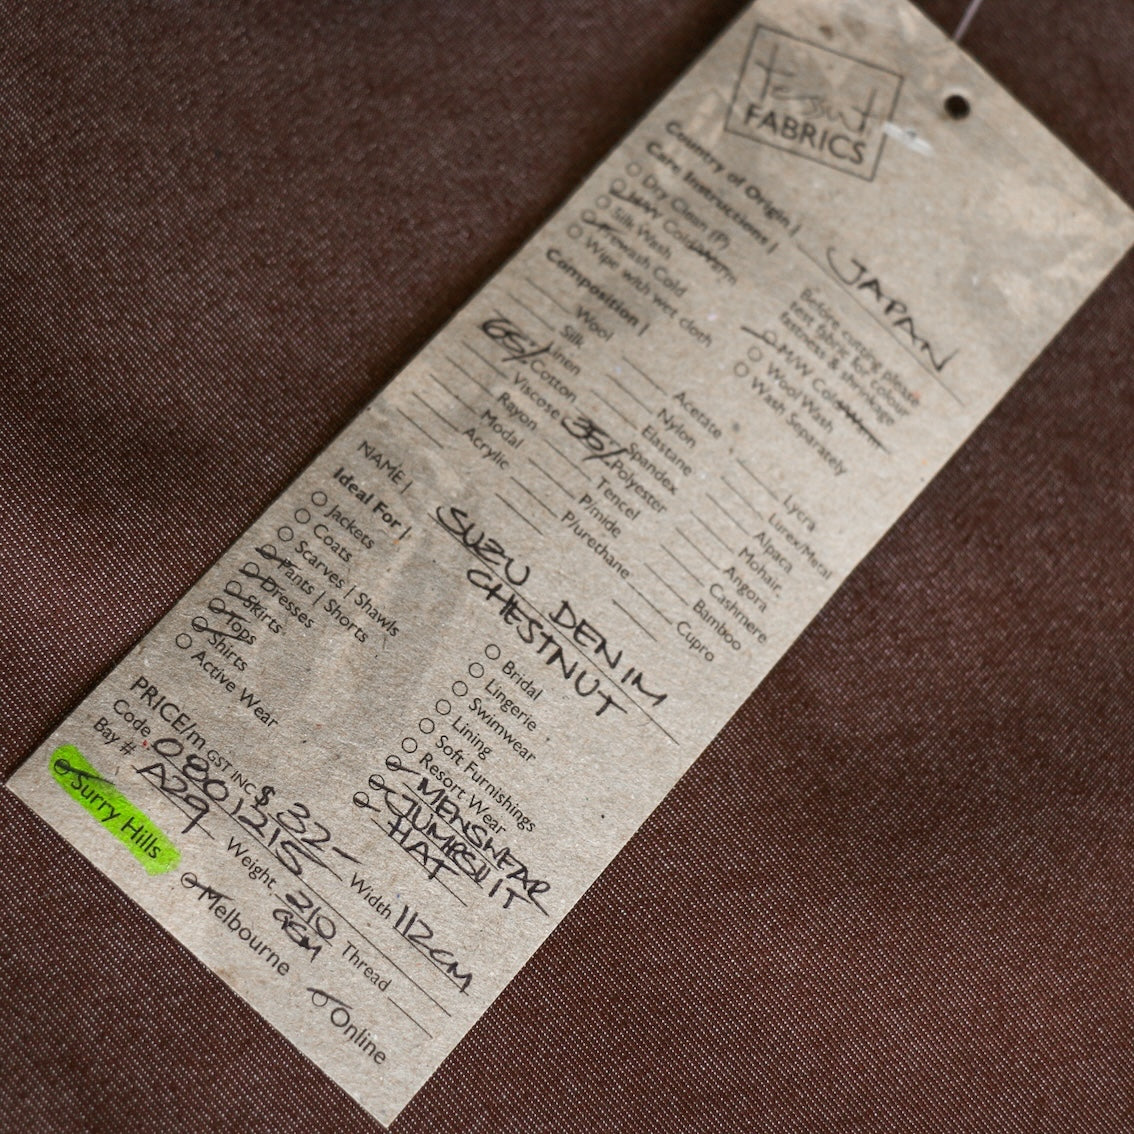 tessuti
FABRICS
Country of Origin | JAPAN
Care Instructions |
Dry Clean (P)
H/W Cold/Warm
Silk Wash
Prewash Cold
Wipe with wet cloth
Before cutting please
test fabric for colour
fastness & shrinkage
M/W Cold/Warm
Wool Wash
Wash Separately
Composition |
Wool
Silk
Linen
65% Cotton
Viscose
Rayon
Modal
Acrylic
Acetate
Nylon
Elastane
Spandex
35% Polyester
Tencel
P/mide
P/urethane
Lycra
Lurex/Metal
Alpaca
Mohair
Angora
Cashmere
Bamboo
Cupro
NAME | SUZU DENIM
CHESTNUT
Ideal For |
Jackets
Coats
Scarves | Shawls
Pants | Shorts
Dresses
Skirts
Tops
Shirts
Active Wear
Bridal
Lingerie
Swimwear
Lining
Soft Furnishings
Resort Wear
MENSWEAR
JUMPSUIT
HAT
PRICE/m GST INC $ 32- Width 112CM
Code 0801215 Weight 210 GSM Thread
Bay # A29
Surry Hills
Melbourne
Online